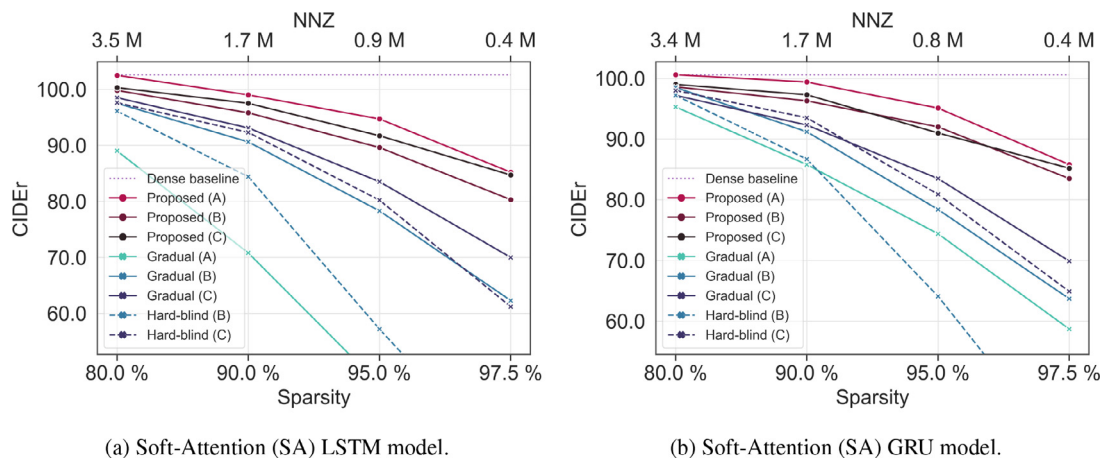 NNZ
3.5 M 1.7 M 0.9 M 0.4 M
100.0
90.0
80.0
70.0
60.0
CIDEr
Dense baseline
Proposed (A)
Proposed (B)
Proposed (C)
Gradual (A)
Gradual (B)
Gradual (C)
Hard-blind (B)
Hard-blind (C)
80.0 % 90.0 % 95.0 % 97.5 %
Sparsity
(a) Soft-Attention (SA) LSTM model.
NNZ
3.4 M 1.7 M 0.8 M 0.4 M
100.0
90.0
80.0
70.0
60.0
CIDEr
Dense baseline
Proposed (A)
Proposed (B)
Proposed (C)
Gradual (A)
Gradual (B)
Gradual (C)
Hard-blind (B)
Hard-blind (C)
80.0 % 90.0 % 95.0 % 97.5 %
Sparsity
(b) Soft-Attention (SA) GRU model.